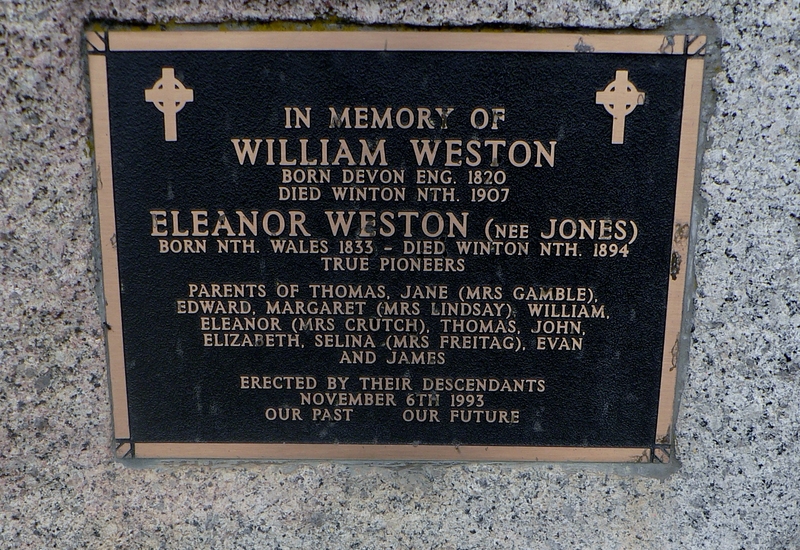 IN MEMORY OF
WILLIAM WESTON
BORN DEVON ENG. 1820
DIED WINTON NTH. 1907
ELEANOR WESTON (NEE JONES)
BORN NTH. WALES 1833 - DIED WINTON NTH. 1894
TRUE PIONEERS
PARENTS OF THOMAS, JANE (MRS GAMBLE),
EDWARD, MARGARET (MRS LINDSAY), WILLIAM,
ELEANOR (MRS CRUTCH), THOMAS, JOHN,
ELIZABETH, SELINA (MRS FREITAG), EVAN
AND JAMES
ERECTED BY THEIR DESCENDANTS
NOVEMBER 6TH 1993
OUR PAST OUR FUTURE